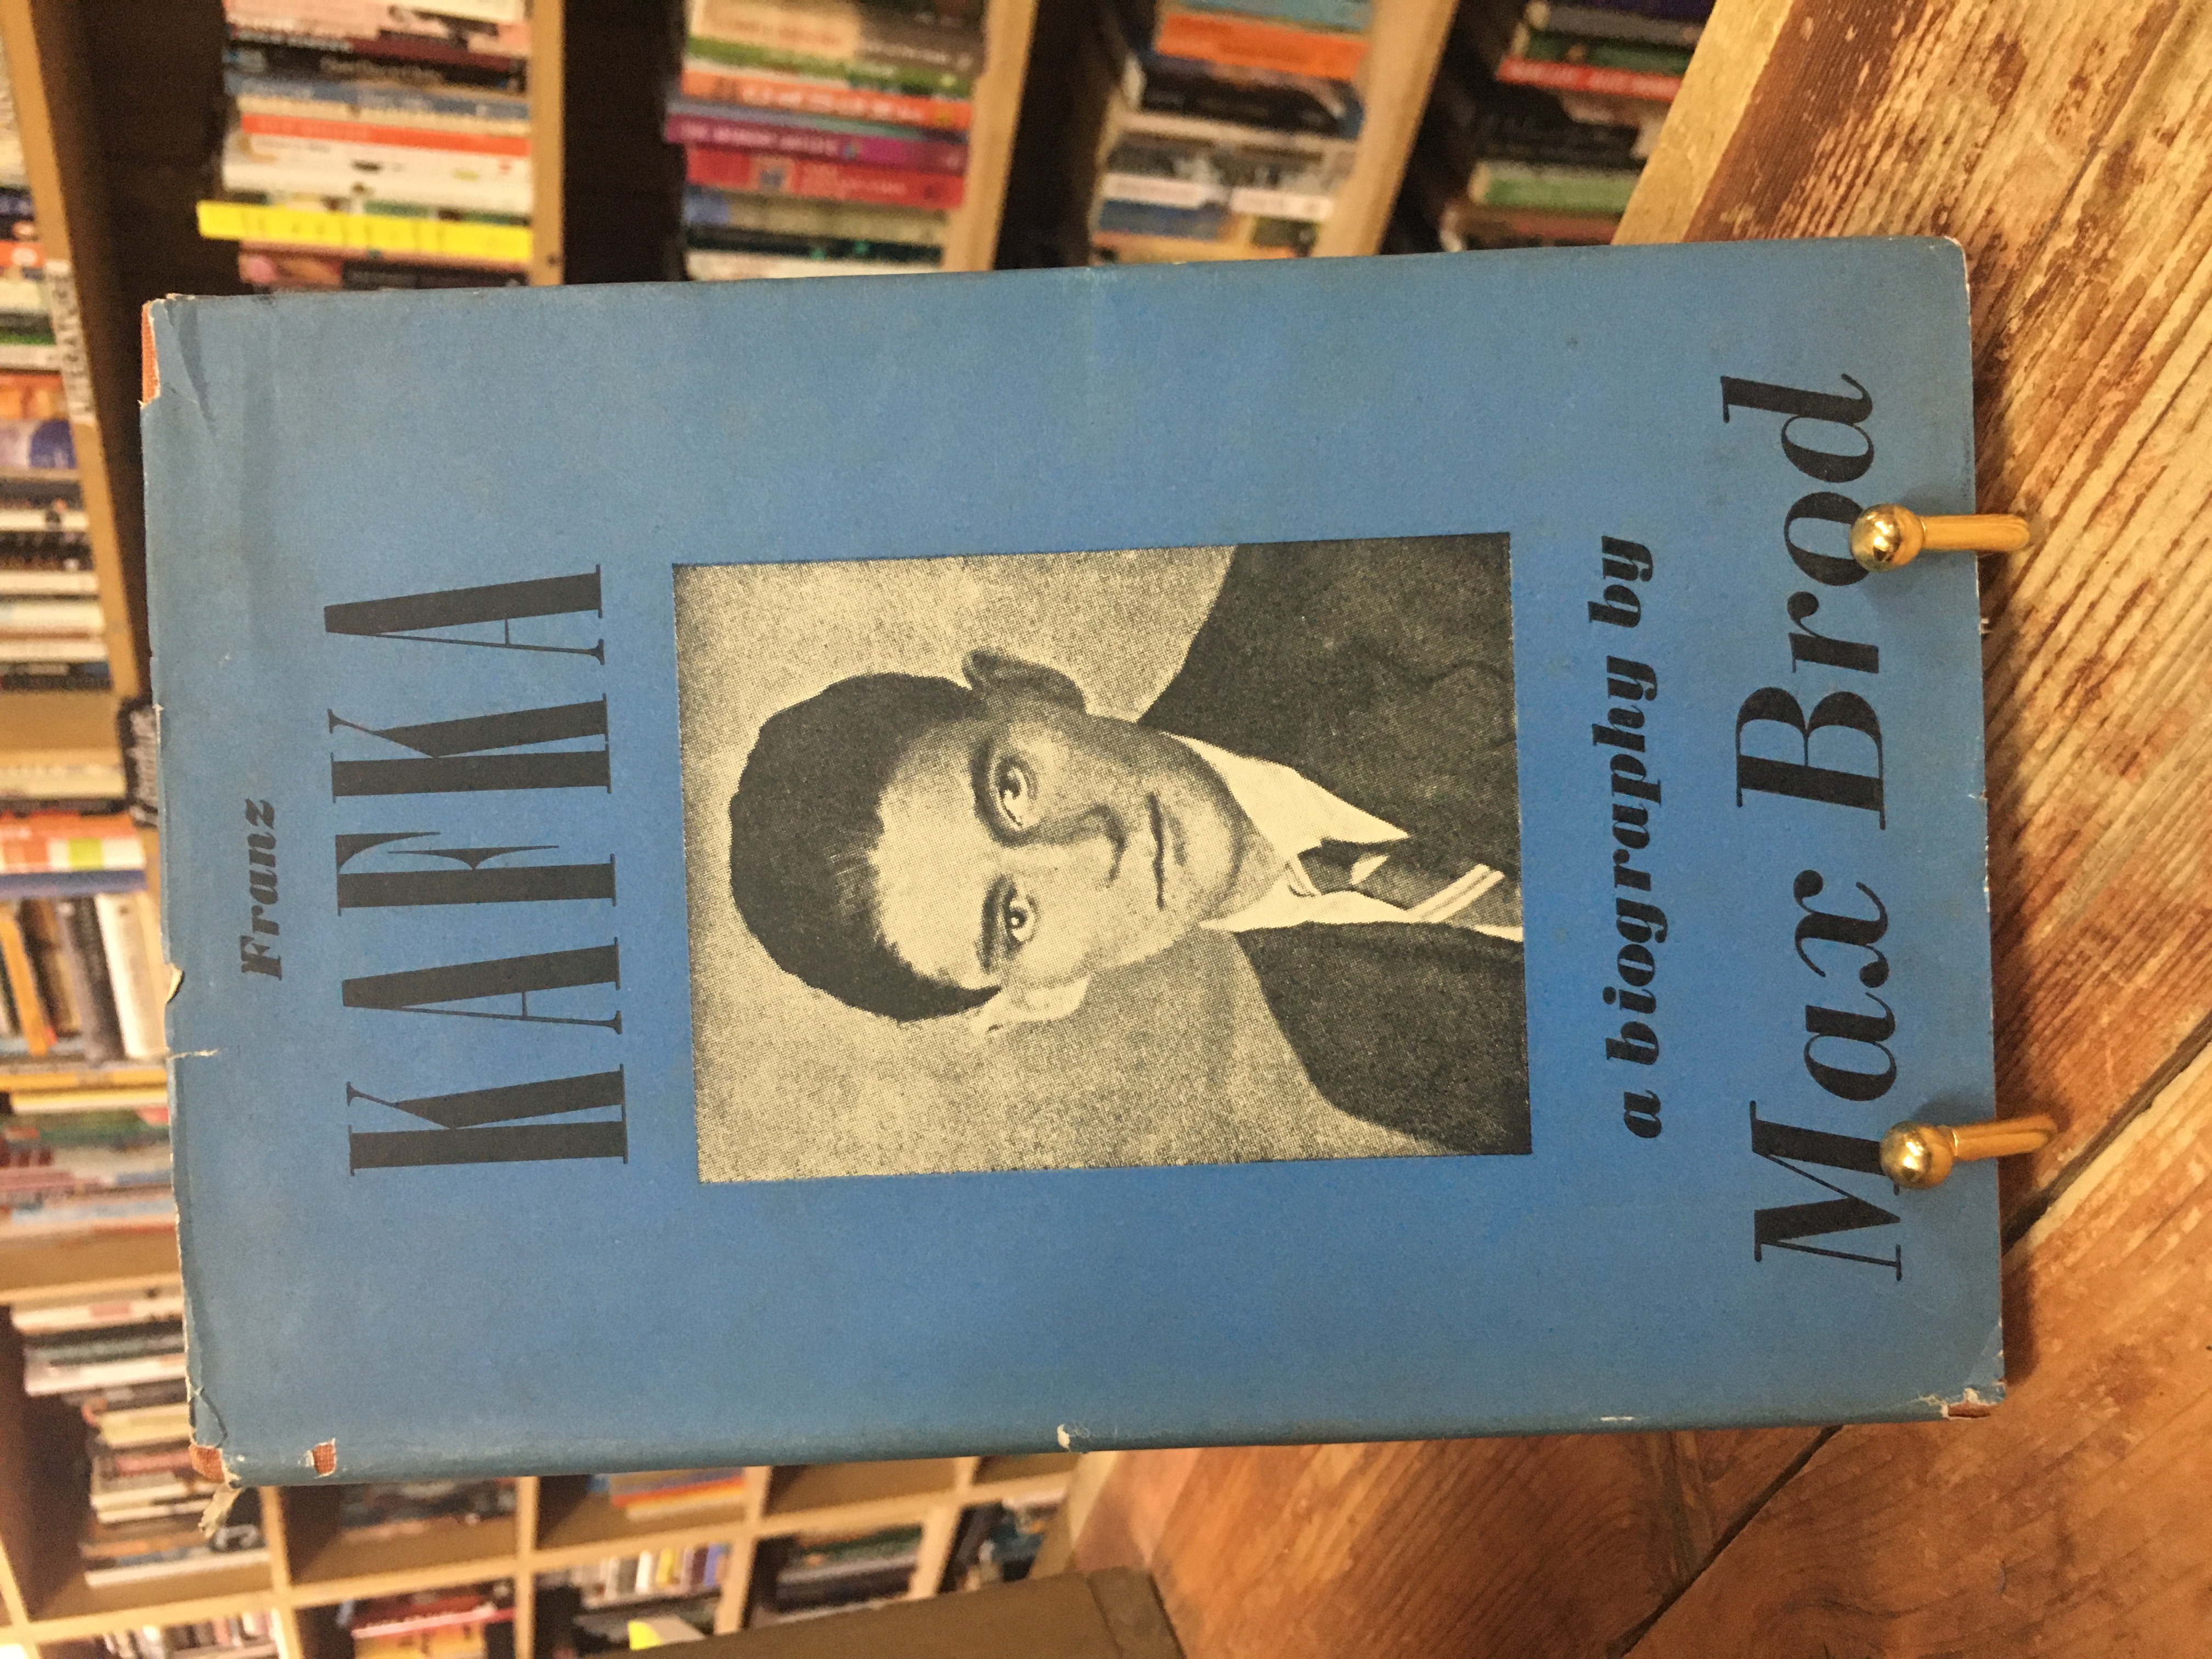 Franz
KAFKA
a biography by
Max Brod